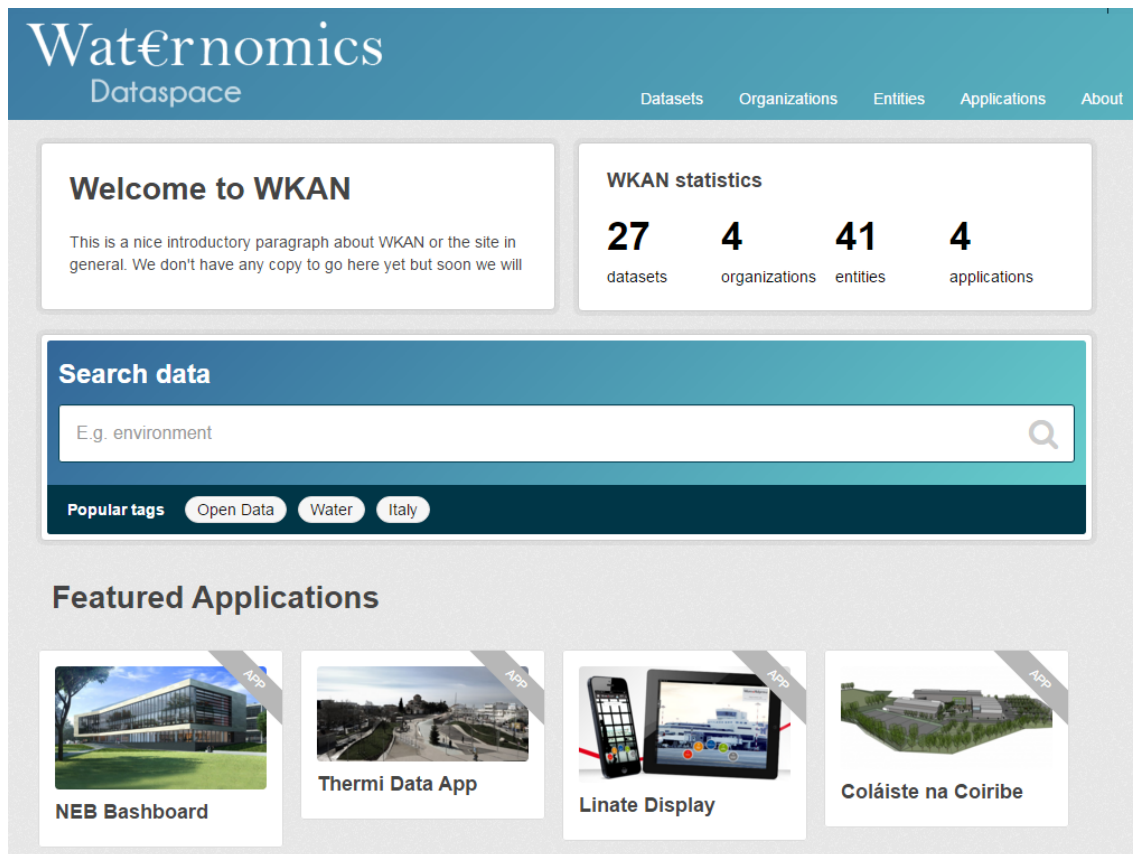 Wat€rnomics
Dataspace
Datasets Organizations Entities Applications About
Welcome to WKAN
This is a nice introductory paragraph about WKAN or the site in
general. We don't have any copy to go here yet but soon we will
WKAN statistics
27 4 41 4
datasets organizations entities applications
Search data
E.g. environment
Popular tags Open Data Water Italy
Featured Applications
APP APP APP APP
NEB Bashboard
Thermi Data App
Linate Display
Coláiste na Coiribe